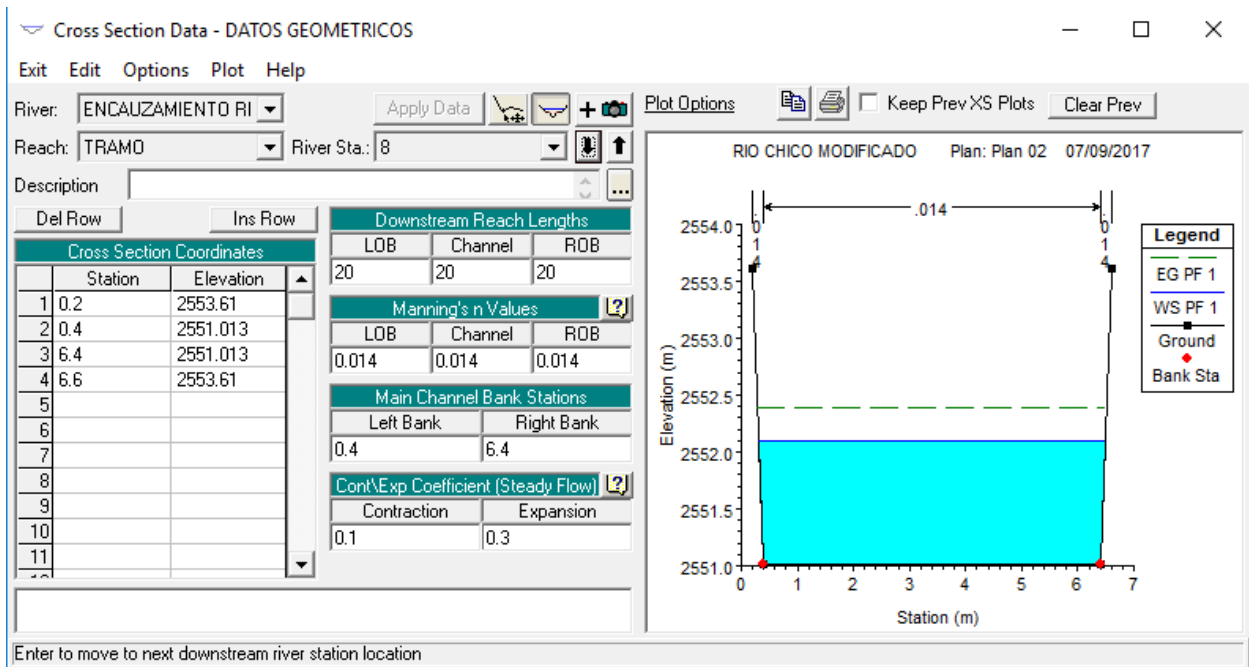 Cross Section Data - DATOS GEOMETRICOS
Exit Edit Options Plot Help
River: ENCAUZAMIENTO RI Apply Data
Reach: TRAMO River Sta.: 8
Description ...
Del Row Ins Row
Cross Section Coordinates
Station Elevation
1 0.2 2553.61
2 0.4 2551.013
3 6.4 2551.013
4 6.6 2553.61
5
6
7
8
9
10
11
Downstream Reach Lengths
LOB Channel ROB
20 20 20
Manning's n Values
LOB Channel ROB
0.014 0.014 0.014
Main Channel Bank Stations
Left Bank Right Bank
0.4 6.4
Cont\Exp Coefficient (Steady Flow)
Contraction Expansion
0.1 0.3
Plot Options Keep Prev XS Plots Clear Prev
RIO CHICO MODIFICADO Plan: Plan 02 07/09/2017
.014
.014
.014
Elevation (m)
2554.0
2553.5
2553.0
2552.5
2552.0
2551.5
2551.0
0 1 2 3 4 5 6 7
Station (m)
Legend
EG PF 1
WS PF 1
Ground
Bank Sta
Enter to move to next downstream river station location